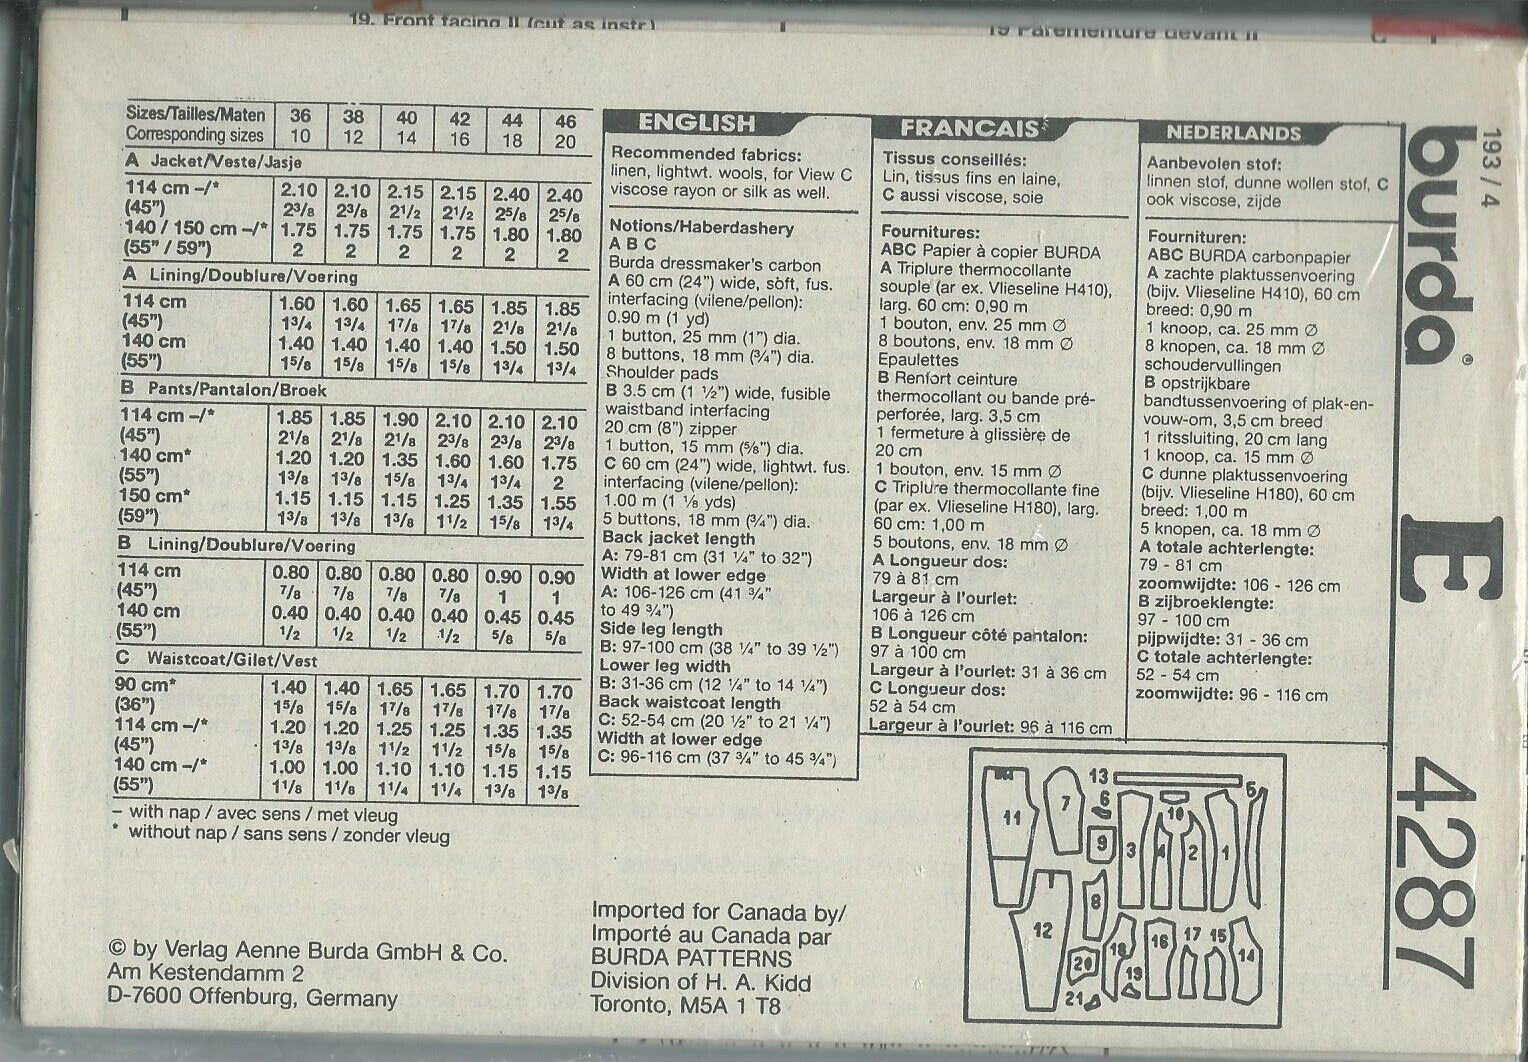 19. Front facing II (cut as instr.)
19 Parementure devant II
Sizes/Tailles/Maten 36 38 40 42 44 46
Corresponding sizes 10 12 14 16 18 20
A Jacket/Veste/Jasje
114 cm –/* 2.10 2.10 2.15 2.15 2.40 2.40
(45”) 2³/₈ 2³/₈ 2¹/₂ 2¹/₂ 2⁵/₈ 2⁵/₈
140 / 150 cm –/* 1.75 1.75 1.75 1.75 1.80 1.80
(55” / 59”) 2 2 2 2 2 2
A Lining/Doublure/Voering
114 cm 1.60 1.60 1.65 1.65 1.85 1.85
(45”) 1³/₄ 1³/₄ 1⁷/₈ 1⁷/₈ 2¹/₈ 2¹/₈
140 cm 1.40 1.40 1.40 1.40 1.50 1.50
(55”) 1⁵/₈ 1⁵/₈ 1⁵/₈ 1⁵/₈ 1³/₄ 1³/₄
B Pants/Pantalon/Broek
114 cm –/* 1.85 1.85 1.90 2.10 2.10 2.10
(45”) 2¹/₈ 2¹/₈ 2¹/₈ 2³/₈ 2³/₈ 2³/₈
140 cm* 1.20 1.20 1.35 1.60 1.60 1.75
(55”) 1³/₈ 1³/₈ 1⁵/₈ 1³/₄ 1³/₄ 2
150 cm* 1.15 1.15 1.15 1.25 1.35 1.55
(59”) 1³/₈ 1³/₈ 1³/₈ 1¹/₂ 1⁵/₈ 1³/₄
B Lining/Doublure/Voering
114 cm 0.80 0.80 0.80 0.80 0.90 0.90
(45”) ⁷/₈ ⁷/₈ ⁷/₈ ⁷/₈ 1 1
140 cm 0.40 0.40 0.40 0.40 0.45 0.45
(55”) ¹/₂ ¹/₂ ¹/₂ ¹/₂ ⁵/₈ ⁵/₈
C Waistcoat/Gilet/Vest
90 cm* 1.40 1.40 1.65 1.65 1.70 1.70
(36”) 1⁵/₈ 1⁵/₈ 1⁷/₈ 1⁷/₈ 1⁷/₈ 1⁷/₈
114 cm –/* 1.20 1.20 1.25 1.25 1.35 1.35
(45”) 1³/₈ 1³/₈ 1¹/₂ 1¹/₂ 1⁵/₈ 1⁵/₈
140 cm –/* 1.00 1.00 1.10 1.10 1.15 1.15
(55”) 1¹/₈ 1¹/₈ 1¹/₄ 1¹/₄ 1³/₈ 1³/₈
– with nap / avec sens / met vleug
* without nap / sans sens / zonder vleug
© by Verlag Aenne Burda GmbH & Co.
Am Kestendamm 2
D-7600 Offenburg, Germany
ENGLISH
Recommended fabrics:
linen, lightwt. wools, for View C
viscose rayon or silk as well.
Notions/Haberdashery
A B C
Burda dressmaker's carbon
A 60 cm (24”) wide, soft, fus.
interfacing (vilene/pellon):
0.90 m (1 yd)
1 button, 25 mm (1”) dia.
8 buttons, 18 mm (¾”) dia.
Shoulder pads
B 3.5 cm (1 ½”) wide, fusible
waistband interfacing
20 cm (8”) zipper
1 button, 15 mm (⅝”) dia.
C 60 cm (24”) wide, lightwt. fus.
interfacing (vilene/pellon):
1.00 m (1 ⅛ yds)
5 buttons, 18 mm (¾”) dia.
Back jacket length
A: 79-81 cm (31 ¼” to 32”)
Width at lower edge
A: 106-126 cm (41 ¾”
to 49 ¾”)
Side leg length
B: 97-100 cm (38 ¼” to 39 ½”)
Lower leg width
B: 31-36 cm (12 ¼” to 14 ¼”)
Back waistcoat length
C: 52-54 cm (20 ½” to 21 ¼”)
Width at lower edge
C: 96-116 cm (37 ¾” to 45 ¾”)
Imported for Canada by/
Importé au Canada par
BURDA PATTERNS
Division of H. A. Kidd
Toronto, M5A 1 T8
FRANCAIS
Tissus conseillés:
Lin, tissus fins en laine,
C aussi viscose, soie
Fournitures:
ABC Papier à copier BURDA
A Triplure thermocollante
souple (ar ex. Vlieseline H410),
larg. 60 cm: 0,90 m
1 bouton, env. 25 mm Ø
8 boutons, env. 18 mm Ø
Epaulettes
B Renfort ceinture
thermocollant ou bande pré-
perforée, larg. 3,5 cm
1 fermeture à glissière de
20 cm
1 bouton, env. 15 mm Ø
C Triplure thermocollante fine
(par ex. Vlieseline H180), larg.
60 cm: 1,00 m
5 boutons, env. 18 mm Ø
A Longueur dos:
79 à 81 cm
Largeur à l'ourlet:
106 à 126 cm
B Longueur côté pantalon:
97 à 100 cm
Largeur à l'ourlet: 31 à 36 cm
C Longueur dos:
52 à 54 cm
Largeur à l'ourlet: 96 à 116 cm
NEDERLANDS
Aanbevolen stof:
linnen stof, dunne wollen stof, C
ook viscose, zijde
Fournituren:
ABC BURDA carbonpapier
A zachte plaktussenvoering
(bijv. Vlieseline H410), 60 cm
breed: 0,90 m
1 knoop, ca. 25 mm Ø
8 knopen, ca. 18 mm Ø
schoudervullingen
B opstrijkbare
bandtussenvoering of plak-en-
vouw-om, 3,5 cm breed
1 ritssluiting, 20 cm lang
1 knoop, ca. 15 mm Ø
C dunne plaktussenvoering
(bijv. Vlieseline H180), 60 cm
breed: 1,00 m
5 knopen, ca. 18 mm Ø
A totale achterlengte:
79 - 81 cm
zoomwijdte: 106 - 126 cm
B zijbroeklengte:
97 - 100 cm
pijpwijdte: 31 - 36 cm
C totale achterlengte:
52 - 54 cm
zoomwijdte: 96 - 116 cm
11 7 13 6 9 3 10 4 2 1 5
12 8 20 18 19 21 16 17 15 14
193 / 4
burda®
E
4287